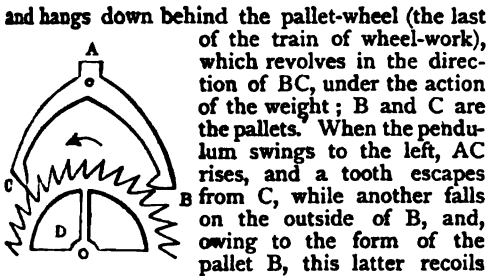 and hangs down behind the pallet-wheel (the last
of the train of wheel-work),
which revolves in the direc-
tion of BC, under the action
of the weight; B and C are
the pallets. When the pendu-
lum swings to the left, AC
rises, and a tooth escapes
from C, while another falls
on the outside of B, and,
owing to the form of the
pallet B, this latter recoils
A
C
B
D